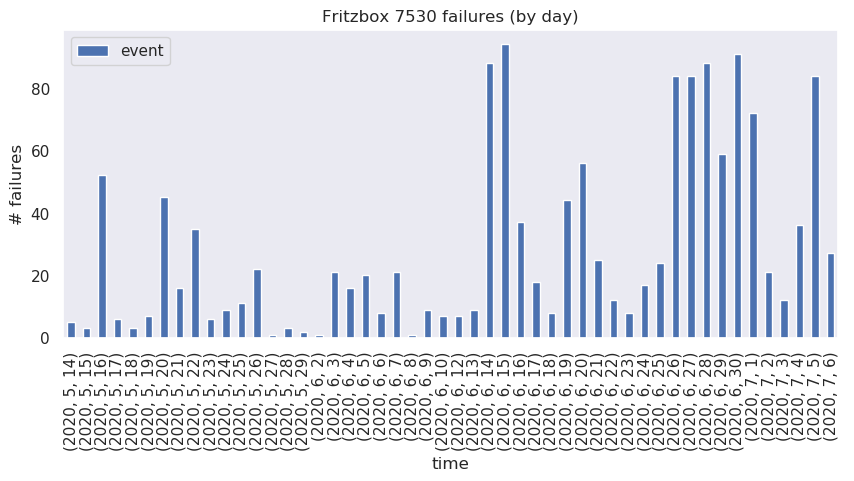 Fritzbox 7530 failures (by day)
event
# failures
80
60
40
20
0
(2020, 5, 14)
(2020, 5, 15)
(2020, 5, 16)
(2020, 5, 17)
(2020, 5, 18)
(2020, 5, 19)
(2020, 5, 20)
(2020, 5, 21)
(2020, 5, 22)
(2020, 5, 23)
(2020, 5, 24)
(2020, 5, 25)
(2020, 5, 26)
(2020, 5, 27)
(2020, 5, 28)
(2020, 5, 29)
(2020, 6, 2)
(2020, 6, 3)
(2020, 6, 4)
(2020, 6, 5)
(2020, 6, 6)
(2020, 6, 7)
(2020, 6, 8)
(2020, 6, 9)
(2020, 6, 10)
(2020, 6, 12)
(2020, 6, 13)
(2020, 6, 14)
(2020, 6, 15)
(2020, 6, 16)
(2020, 6, 17)
(2020, 6, 18)
(2020, 6, 19)
(2020, 6, 20)
(2020, 6, 21)
(2020, 6, 22)
(2020, 6, 23)
(2020, 6, 24)
(2020, 6, 25)
(2020, 6, 26)
(2020, 6, 27)
(2020, 6, 28)
(2020, 6, 29)
(2020, 6, 30)
(2020, 7, 1)
(2020, 7, 2)
(2020, 7, 3)
(2020, 7, 4)
(2020, 7, 5)
(2020, 7, 6)
time